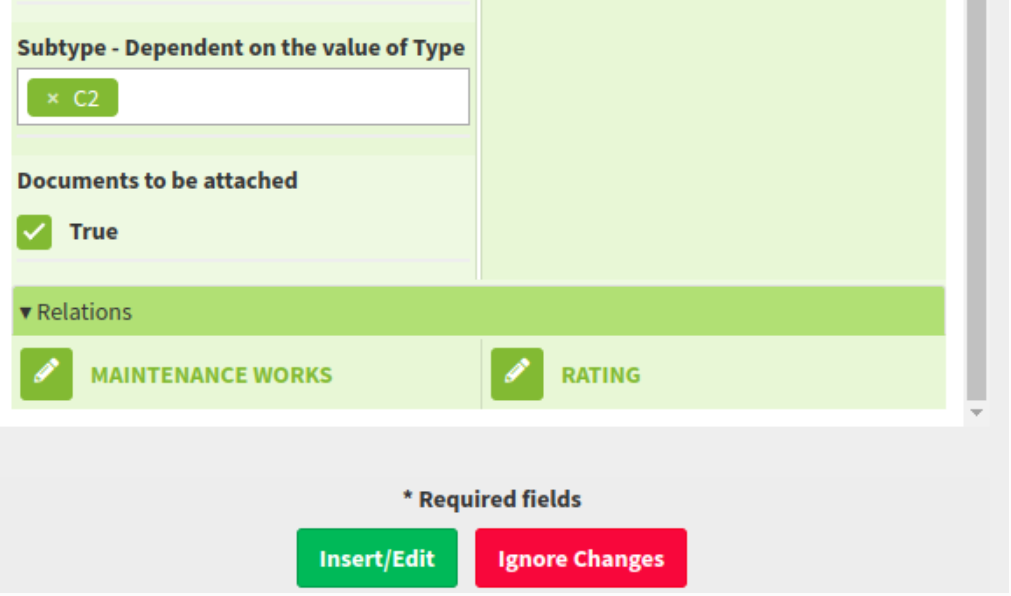 Subtype - Dependent on the value of Type
× C2
Documents to be attached
True
▾ Relations
MAINTENANCE WORKS
RATING
* Required fields
Insert/Edit
Ignore Changes